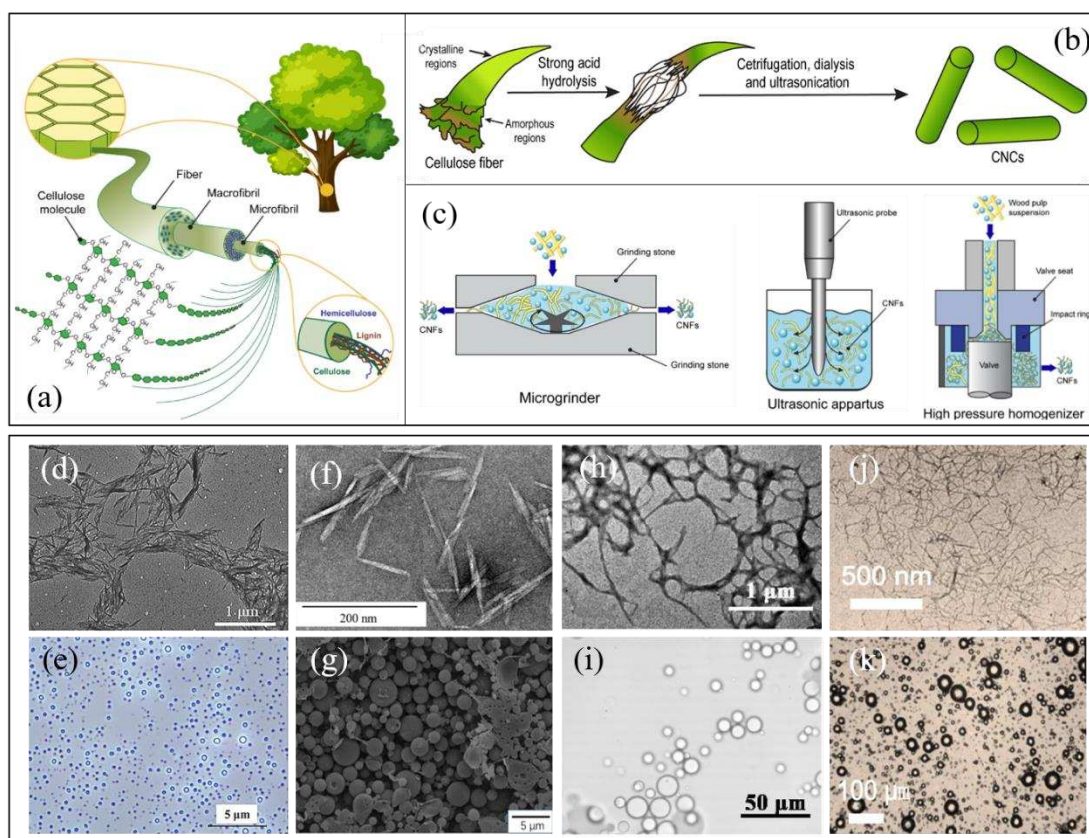 Fiber
Macrofibril
Microfibril
Cellulose
molecule
Hemicellulose
Lignin
Cellulose
(a)
(b)
Crystalline
regions
Strong acid
hydrolysis
Cetrifugation, dialysis
and ultrasonication
Amorphous
regions
Cellulose fiber
CNCs
(c)
Grinding stone
CNFs
CNFs
Grinding stone
Microgrinder
Ultrasonic probe
CNFs
Ultrasonic appartus
Wood pulp
suspension
Valve seat
Impact ring
Valve
CNFs
High pressure homogenizer
(d)
1 μm
(f)
200 nm
(h)
1 μm
(j)
500 nm
(e)
5 μm
(g)
5 μm
(i)
50 μm
(k)
100 μm